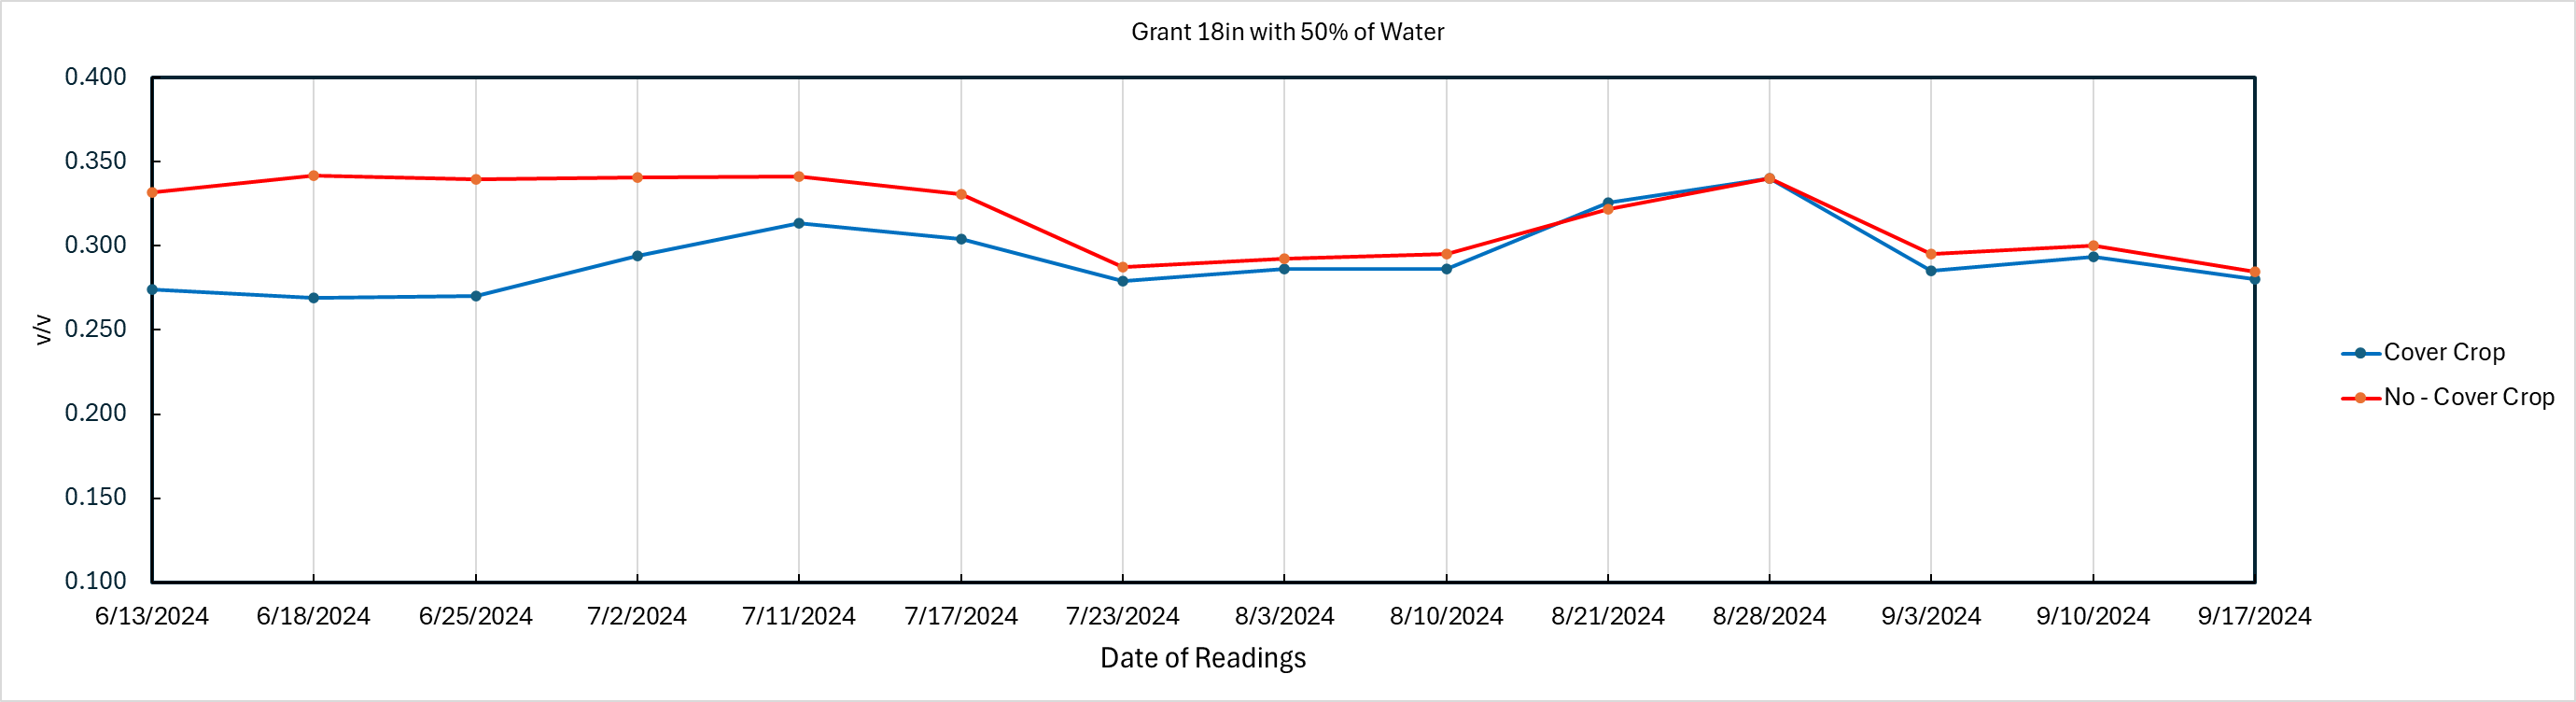 Grant 18in with 50% of Water
0.400
0.350
0.300
0.250
0.200
0.150
0.100
v/v
6/13/2024 6/18/2024 6/25/2024 7/2/2024 7/11/2024 7/17/2024 7/23/2024 8/3/2024 8/10/2024 8/21/2024 8/28/2024 9/3/2024 9/10/2024 9/17/2024
Date of Readings
Cover Crop
No - Cover Crop